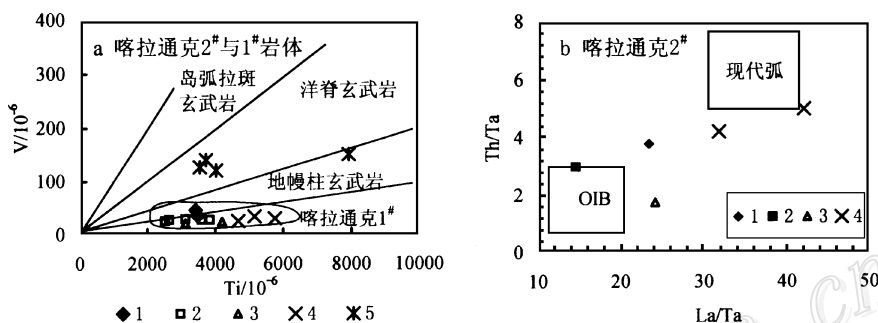 a 喀拉通克2#与1#岩体
岛弧拉斑
玄武岩
洋脊玄武岩
地幔柱玄武岩
喀拉通克1#
V/10-6
400
300
200
100
0
0 2000 4000 6000 8000 10000
Ti/10-6
1 2 3 4 5
b 喀拉通克2#
现代弧
OIB
1 2 3 4
Th/Ta
8
6
4
2
0
10 20 30 40 50
La/Ta